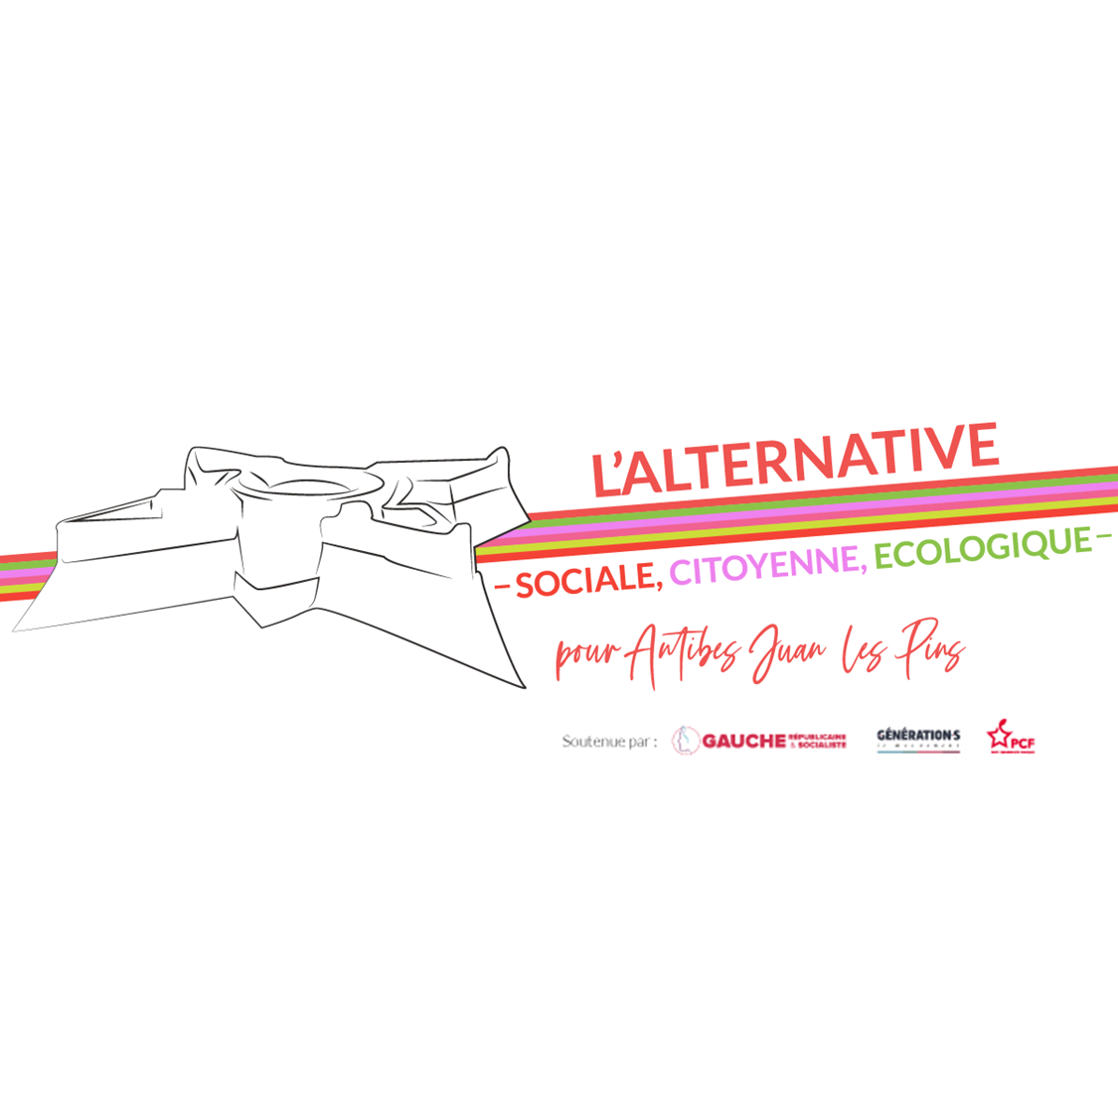 L'ALTERNATIVE
– SOCIALE, CITOYENNE, ECOLOGIQUE –
pour Antibes Juan les Pins
Soutenue par :
GAUCHE RÉPUBLICAINE & SOCIALISTE
GÉNÉRATION·S
LE MOUVEMENT
PCF